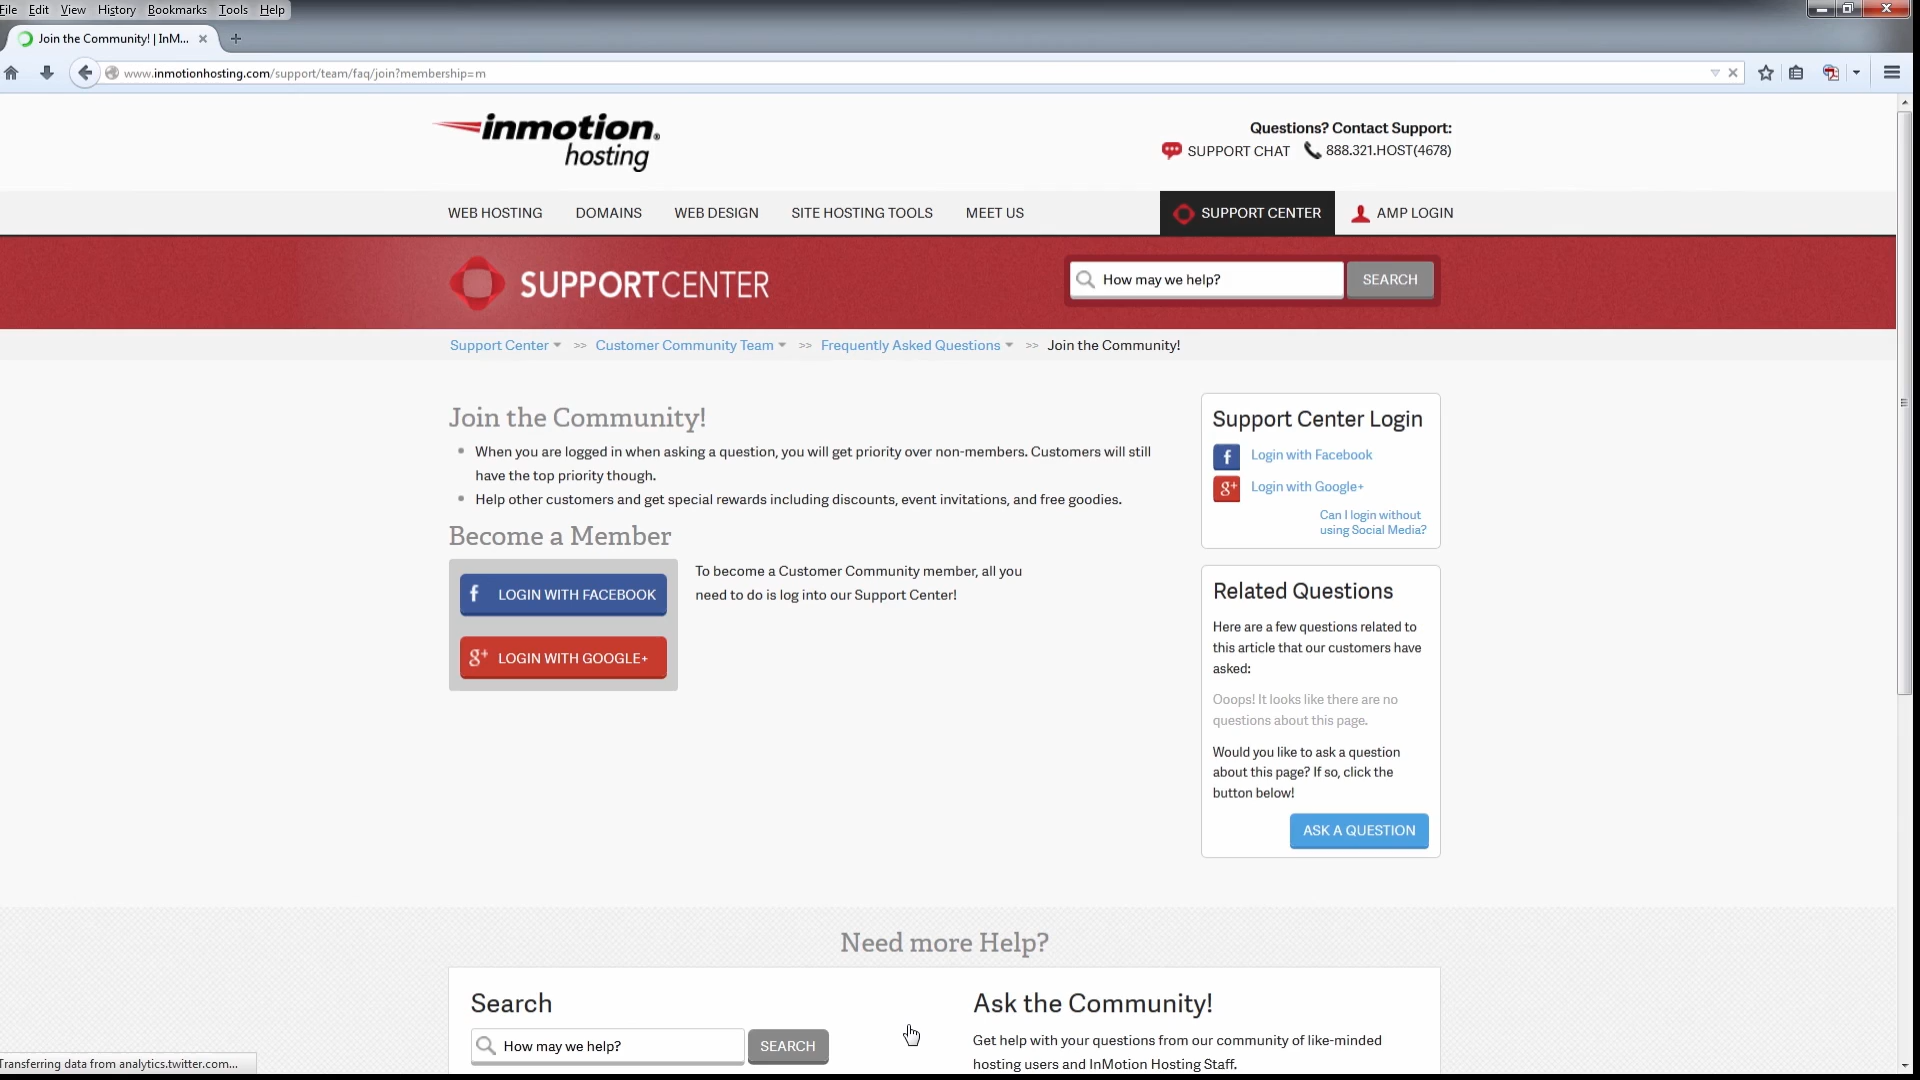 File Edit View History Bookmarks Tools Help
Join the Community! | InM...
www.inmotionhosting.com/support/team/faq/join?membership=m
inmotion
hosting
Questions? Contact Support:
SUPPORT CHAT 888.321.HOST(4678)
WEB HOSTING DOMAINS WEB DESIGN SITE HOSTING TOOLS MEET US SUPPORT CENTER AMP LOGIN
SUPPORTCENTER
How may we help? SEARCH
Support Center >> Customer Community Team >> Frequently Asked Questions >> Join the Community!
Join the Community!
When you are logged in when asking a question, you will get priority over non-members. Customers will still
have the top priority though.
Help other customers and get special rewards including discounts, event invitations, and free goodies.
Become a Member
f LOGIN WITH FACEBOOK
g+ LOGIN WITH GOOGLE+
To become a Customer Community member, all you
need to do is log into our Support Center!
Support Center Login
f Login with Facebook
g+ Login with Google+
Can I login without
using Social Media?
Related Questions
Here are a few questions related to
this article that our customers have
asked:
Ooops! It looks like there are no
questions about this page.
Would you like to ask a question
about this page? If so, click the
button below!
ASK A QUESTION
Need more Help?
Search
How may we help? SEARCH
Ask the Community!
Get help with your questions from our community of like-minded
hosting users and InMotion Hosting Staff.
Transferring data from analytics.twitter.com...